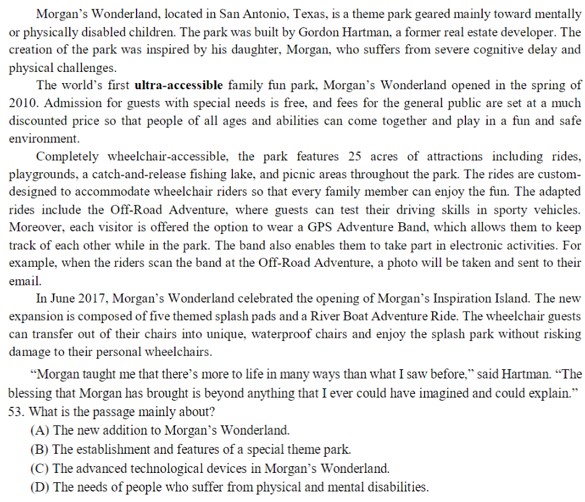 Morgan's Wonderland, located in San Antonio, Texas, is a theme park geared mainly toward mentally
or physically disabled children. The park was built by Gordon Hartman, a former real estate developer. The
creation of the park was inspired by his daughter, Morgan, who suffers from severe cognitive delay and
physical challenges.
The world's first ultra-accessible family fun park, Morgan's Wonderland opened in the spring of
2010. Admission for guests with special needs is free, and fees for the general public are set at a much
discounted price so that people of all ages and abilities can come together and play in a fun and safe
environment.
Completely wheelchair-accessible, the park features 25 acres of attractions including rides,
playgrounds, a catch-and-release fishing lake, and picnic areas throughout the park. The rides are custom-
designed to accommodate wheelchair riders so that every family member can enjoy the fun. The adapted
rides include the Off-Road Adventure, where guests can test their driving skills in sporty vehicles.
Moreover, each visitor is offered the option to wear a GPS Adventure Band, which allows them to keep
track of each other while in the park. The band also enables them to take part in electronic activities. For
example, when the riders scan the band at the Off-Road Adventure, a photo will be taken and sent to their
email.
In June 2017, Morgan's Wonderland celebrated the opening of Morgan's Inspiration Island. The new
expansion is composed of five themed splash pads and a River Boat Adventure Ride. The wheelchair guests
can transfer out of their chairs into unique, waterproof chairs and enjoy the splash park without risking
damage to their personal wheelchairs.
"Morgan taught me that there's more to life in many ways than what I saw before," said Hartman. "The
blessing that Morgan has brought is beyond anything that I ever could have imagined and could explain."
53. What is the passage mainly about?
(A) The new addition to Morgan's Wonderland.
(B) The establishment and features of a special theme park.
(C) The advanced technological devices in Morgan's Wonderland.
(D) The needs of people who suffer from physical and mental disabilities.